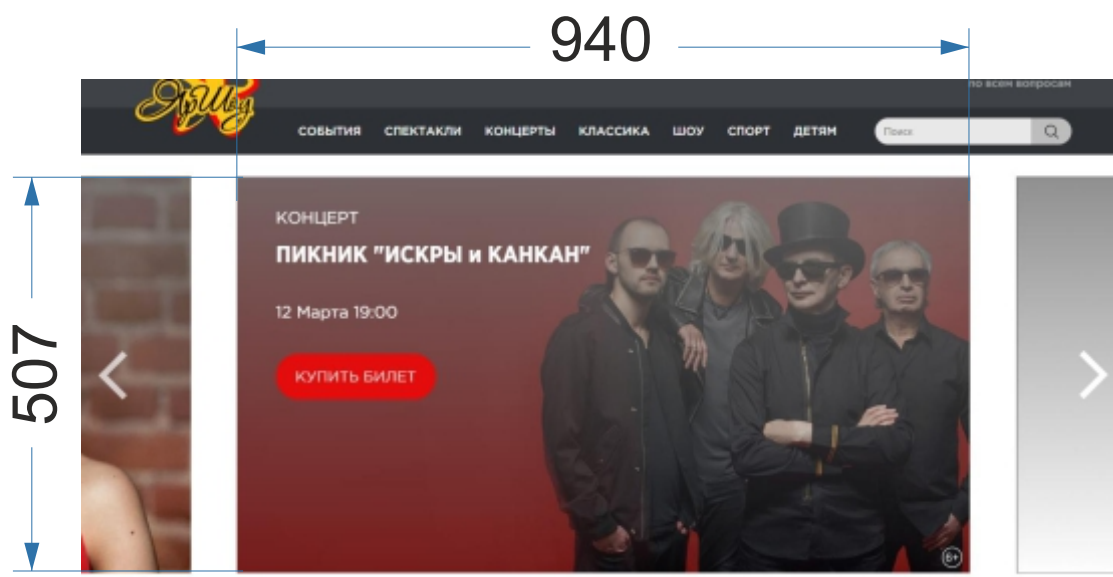 940
ЯрШоу
по всем вопросам
СОБЫТИЯ СПЕКТАКЛИ КОНЦЕРТЫ КЛАССИКА ШОУ СПОРТ ДЕТЯМ Поиск
507
КОНЦЕРТ
ПИКНИК "ИСКРЫ и КАНКАН"
12 Марта 19:00
КУПИТЬ БИЛЕТ
6+